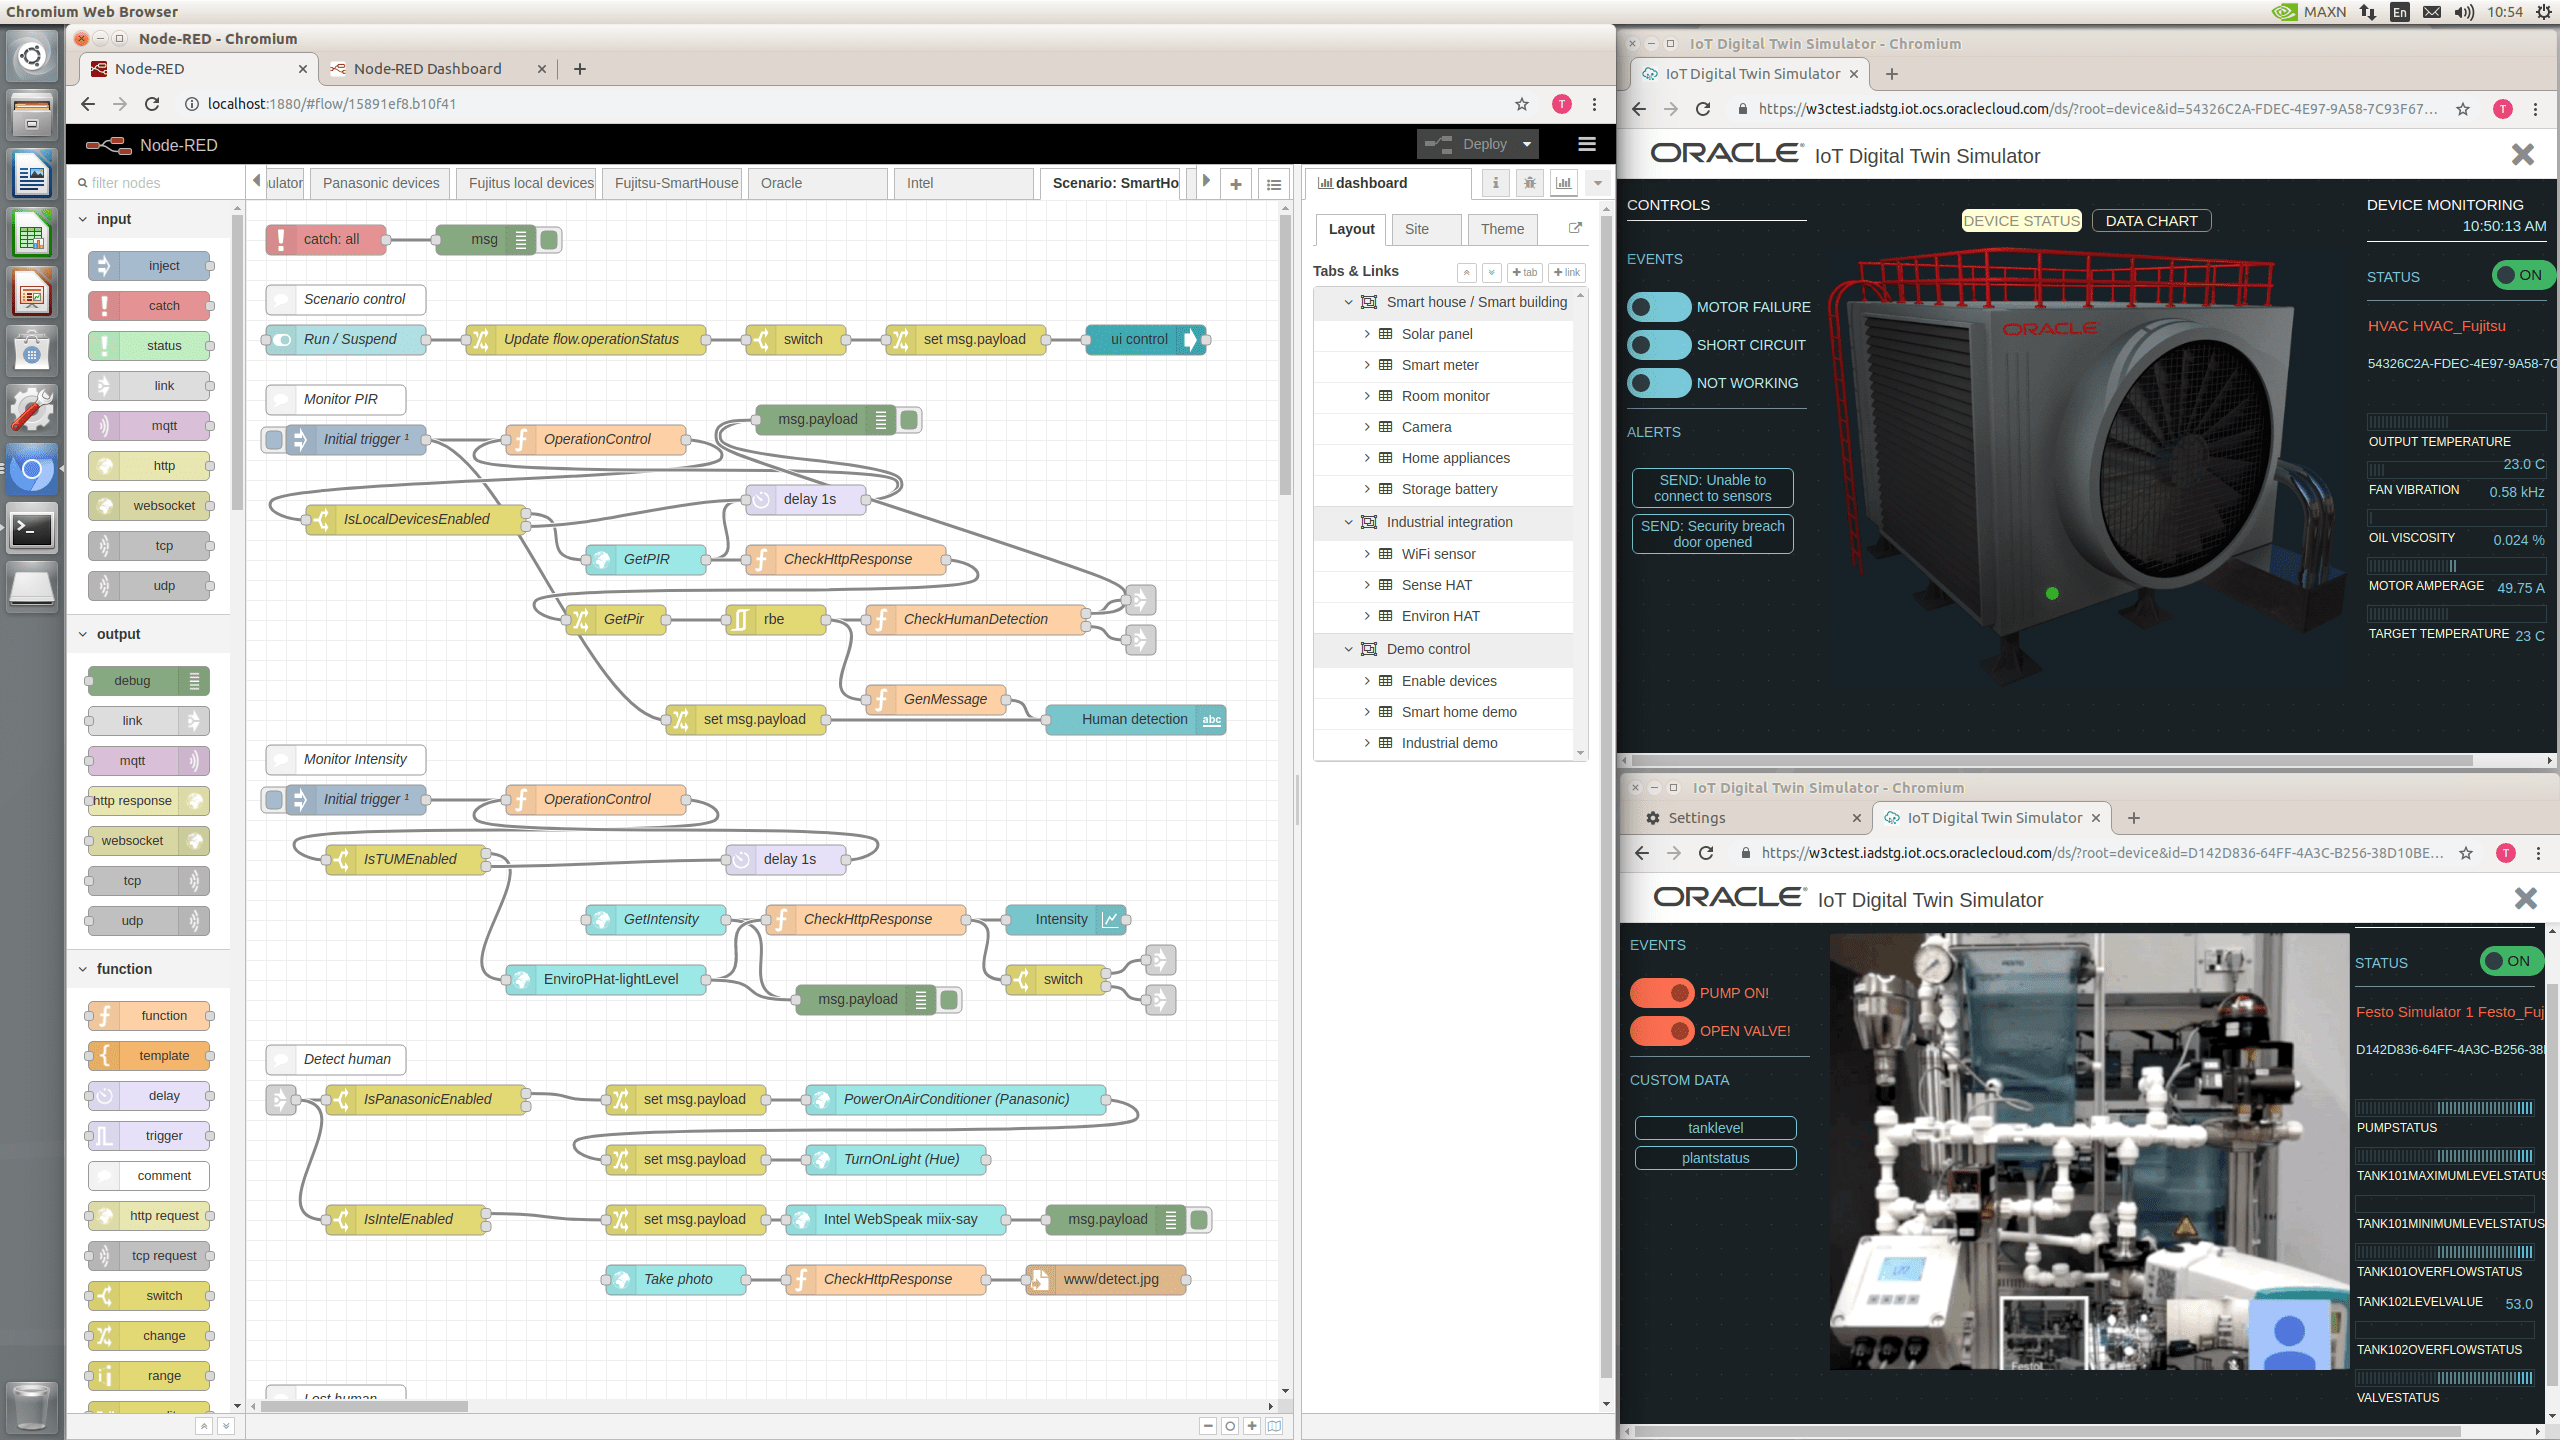 Chromium Web Browser
MAXN
En
10:54
Node-RED - Chromium
Node-RED
Node-RED Dashboard
localhost:1880/#flow/15891ef8.b10f41
T
Node-RED
Deploy
filter nodes
input
inject
catch
status
link
mqtt
http
websocket
tcp
udp
output
debug
link
mqtt
http response
websocket
tcp
udp
function
function
template
delay
trigger
comment
http request
tcp request
switch
change
range
ulator
Panasonic devices
Fujitus local devices
Fujitsu-SmartHouse
Oracle
Intel
Scenario: SmartHo
catch: all
msg
Scenario control
Run / Suspend
Update flow.operationStatus
switch
set msg.payload
ui control
Monitor PIR
msg.payload
Initial trigger ¹
OperationControl
delay 1s
IsLocalDevicesEnabled
GetPIR
CheckHttpResponse
GetPir
rbe
CheckHumanDetection
GenMessage
set msg.payload
Human detection
abc
Monitor Intensity
Initial trigger ¹
OperationControl
IsTUMEnabled
delay 1s
GetIntensity
CheckHttpResponse
Intensity
EnviroPHat-lightLevel
switch
msg.payload
Detect human
IsPanasonicEnabled
set msg.payload
PowerOnAirConditioner (Panasonic)
set msg.payload
TurnOnLight (Hue)
IsIntelEnabled
set msg.payload
Intel WebSpeak miix-say
msg.payload
Take photo
CheckHttpResponse
www/detect.jpg
Lost human
dashboard
Layout
Site
Theme
Tabs & Links
tab
link
Smart house / Smart building
Solar panel
Smart meter
Room monitor
Camera
Home appliances
Storage battery
Industrial integration
WiFi sensor
Sense HAT
Environ HAT
Demo control
Enable devices
Smart home demo
Industrial demo
IoT Digital Twin Simulator - Chromium
IoT Digital Twin Simulator
https://w3ctest.iadstg.iot.ocs.oraclecloud.com/ds/?root=device&id=54326C2A-FDEC-4E97-9A58-7C93F67...
T
ORACLE® IoT Digital Twin Simulator
CONTROLS
EVENTS
MOTOR FAILURE
SHORT CIRCUIT
NOT WORKING
ALERTS
SEND: Unable to
connect to sensors
SEND: Security breach
door opened
DEVICE STATUS
DATA CHART
ORACLE
DEVICE MONITORING
10:50:13 AM
STATUS
ON
HVAC HVAC_Fujitsu
54326C2A-FDEC-4E97-9A58-7C
OUTPUT TEMPERATURE
23.0 C
FAN VIBRATION
0.58 kHz
OIL VISCOSITY
0.024 %
MOTOR AMPERAGE
49.75 A
TARGET TEMPERATURE
23 C
IoT Digital Twin Simulator - Chromium
Settings
IoT Digital Twin Simulator
https://w3ctest.iadstg.iot.ocs.oraclecloud.com/ds/?root=device&id=D142D836-64FF-4A3C-B256-38D10BE...
T
ORACLE® IoT Digital Twin Simulator
EVENTS
PUMP ON!
OPEN VALVE!
CUSTOM DATA
tanklevel
plantstatus
FESTO
Festo!
STATUS
ON
Festo Simulator 1 Festo_Fuj
D142D836-64FF-4A3C-B256-38
PUMPSTATUS
TANK101MAXIMUMLEVELSTATUS
TANK101MINIMUMLEVELSTATUS
TANK101OVERFLOWSTATUS
TANK102LEVELVALUE
53.0
TANK102OVERFLOWSTATUS
VALVESTATUS